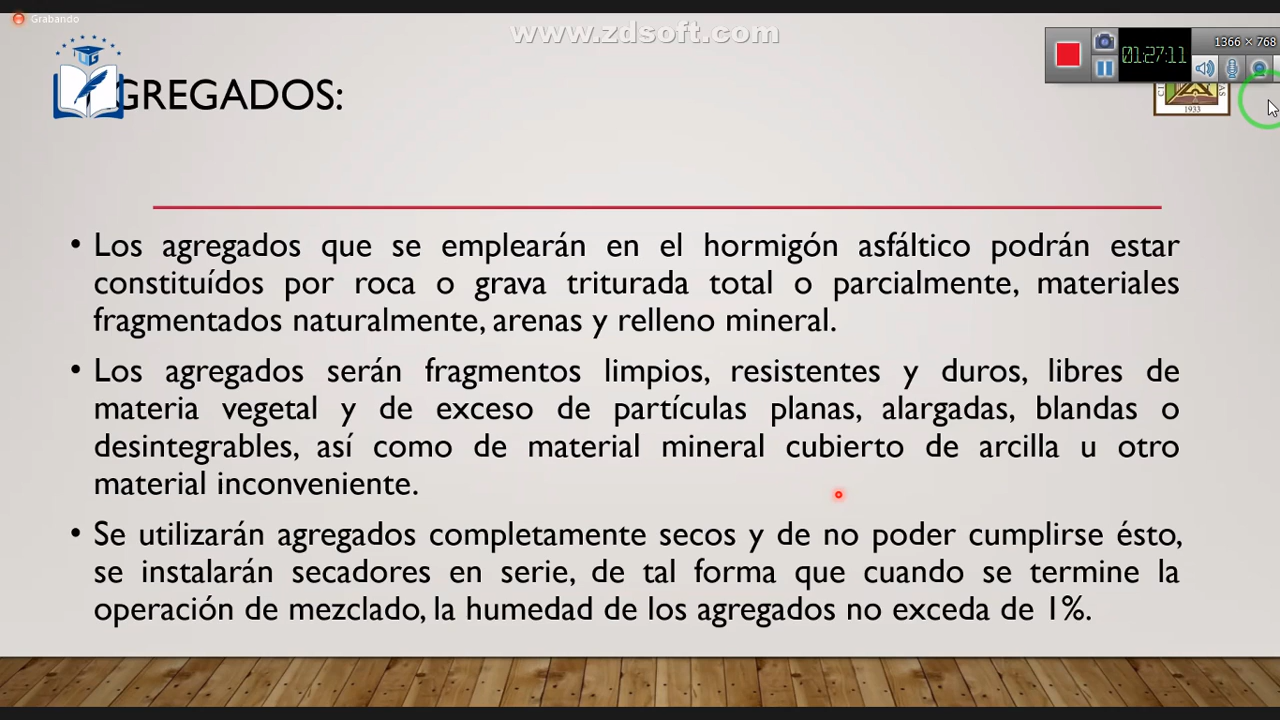 Grabando
www.zdsoft.com
01:27:11
1366 × 768
UG
GREGADOS:
1933
• Los agregados que se emplearán en el hormigón asfáltico podrán estar
constituídos por roca o grava triturada total o parcialmente, materiales
fragmentados naturalmente, arenas y relleno mineral.
• Los agregados serán fragmentos limpios, resistentes y duros, libres de
materia vegetal y de exceso de partículas planas, alargadas, blandas o
desintegrables, así como de material mineral cubierto de arcilla u otro
material inconveniente.
• Se utilizarán agregados completamente secos y de no poder cumplirse ésto,
se instalarán secadores en serie, de tal forma que cuando se termine la
operación de mezclado, la humedad de los agregados no exceda de 1%.